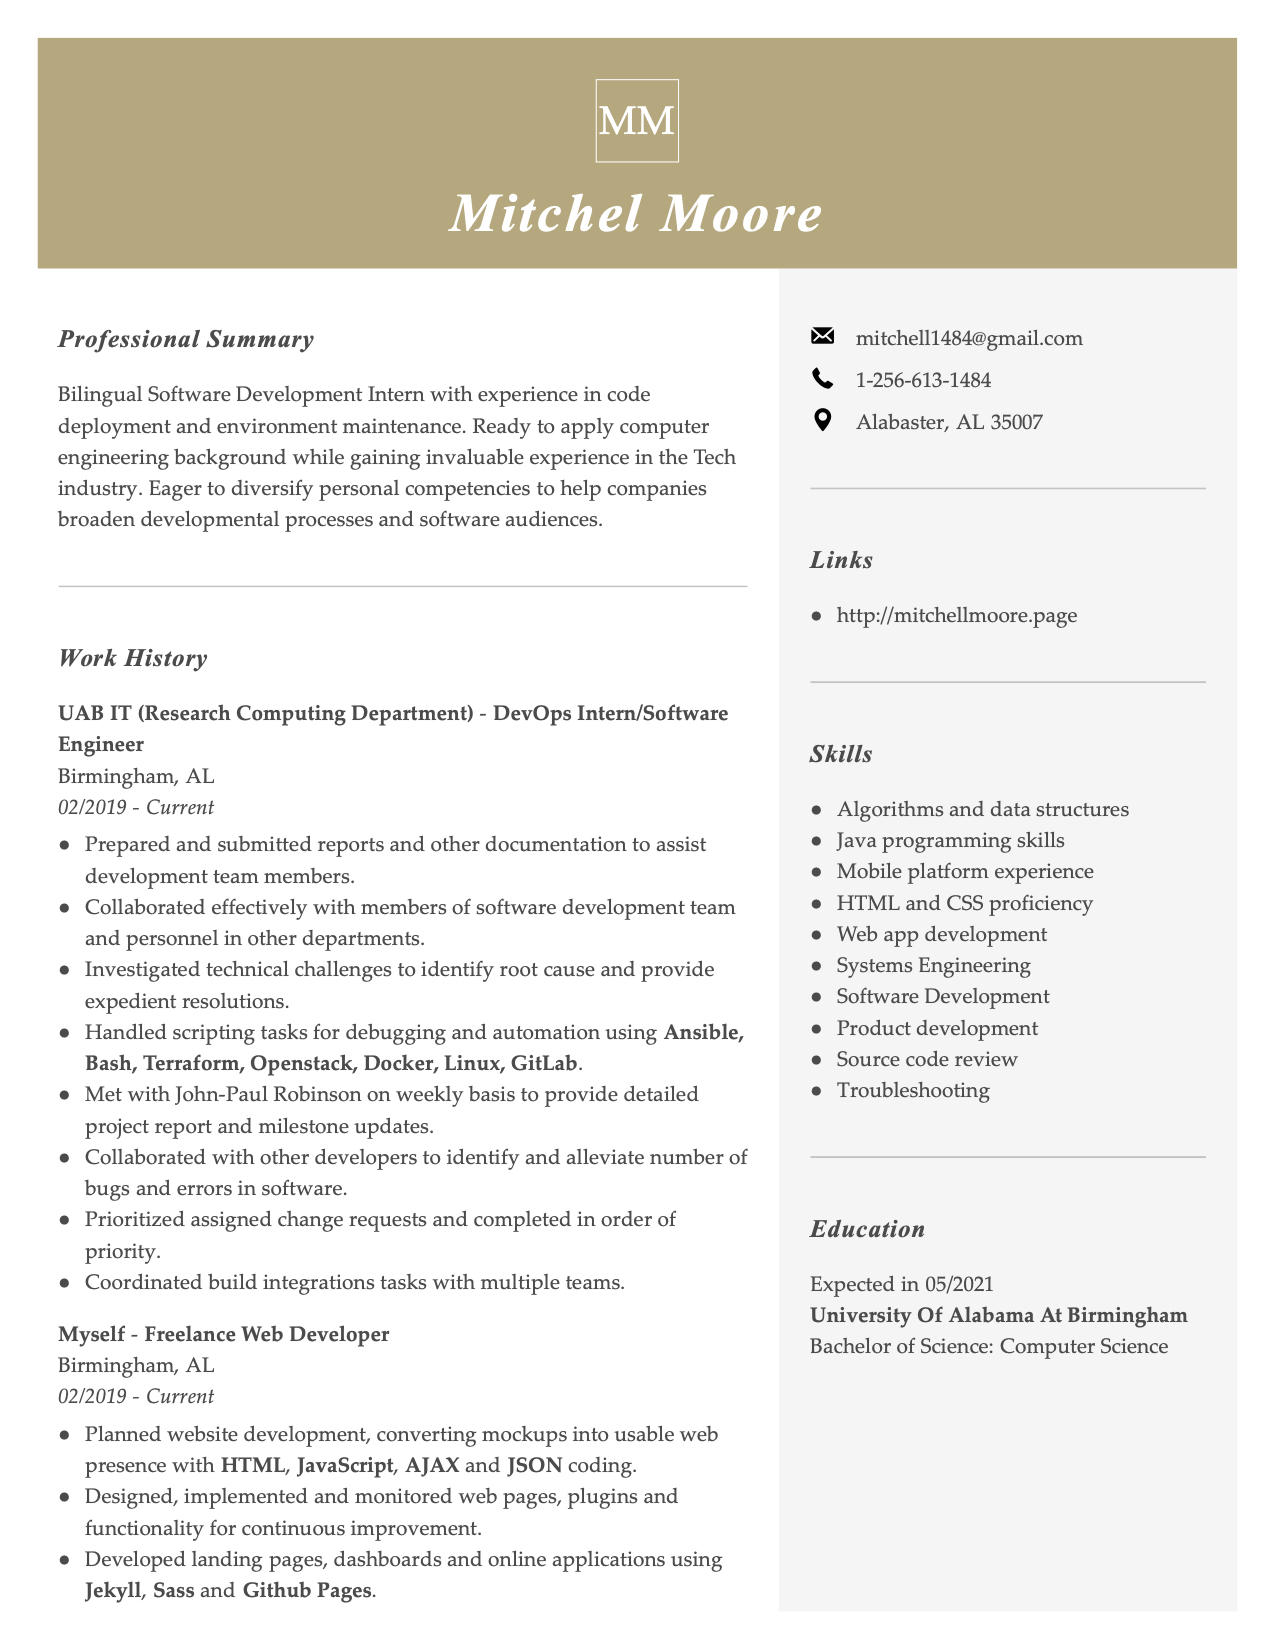 MM
Mitchel Moore
Professional Summary
Bilingual Software Development Intern with experience in code
deployment and environment maintenance. Ready to apply computer
engineering background while gaining invaluable experience in the Tech
industry. Eager to diversify personal competencies to help companies
broaden developmental processes and software audiences.
Work History
UAB IT (Research Computing Department) - DevOps Intern/Software
Engineer
Birmingham, AL
02/2019 - Current
● Prepared and submitted reports and other documentation to assist
development team members.
● Collaborated effectively with members of software development team
and personnel in other departments.
● Investigated technical challenges to identify root cause and provide
expedient resolutions.
● Handled scripting tasks for debugging and automation using Ansible,
Bash, Terraform, Openstack, Docker, Linux, GitLab.
● Met with John-Paul Robinson on weekly basis to provide detailed
project report and milestone updates.
● Collaborated with other developers to identify and alleviate number of
bugs and errors in software.
● Prioritized assigned change requests and completed in order of
priority.
● Coordinated build integrations tasks with multiple teams.
Myself - Freelance Web Developer
Birmingham, AL
02/2019 - Current
● Planned website development, converting mockups into usable web
presence with HTML, JavaScript, AJAX and JSON coding.
● Designed, implemented and monitored web pages, plugins and
functionality for continuous improvement.
● Developed landing pages, dashboards and online applications using
Jekyll, Sass and Github Pages.
mitchell1484@gmail.com
1-256-613-1484
Alabaster, AL 35007
Links
● http://mitchellmoore.page
Skills
● Algorithms and data structures
● Java programming skills
● Mobile platform experience
● HTML and CSS proficiency
● Web app development
● Systems Engineering
● Software Development
● Product development
● Source code review
● Troubleshooting
Education
Expected in 05/2021
University Of Alabama At Birmingham
Bachelor of Science: Computer Science